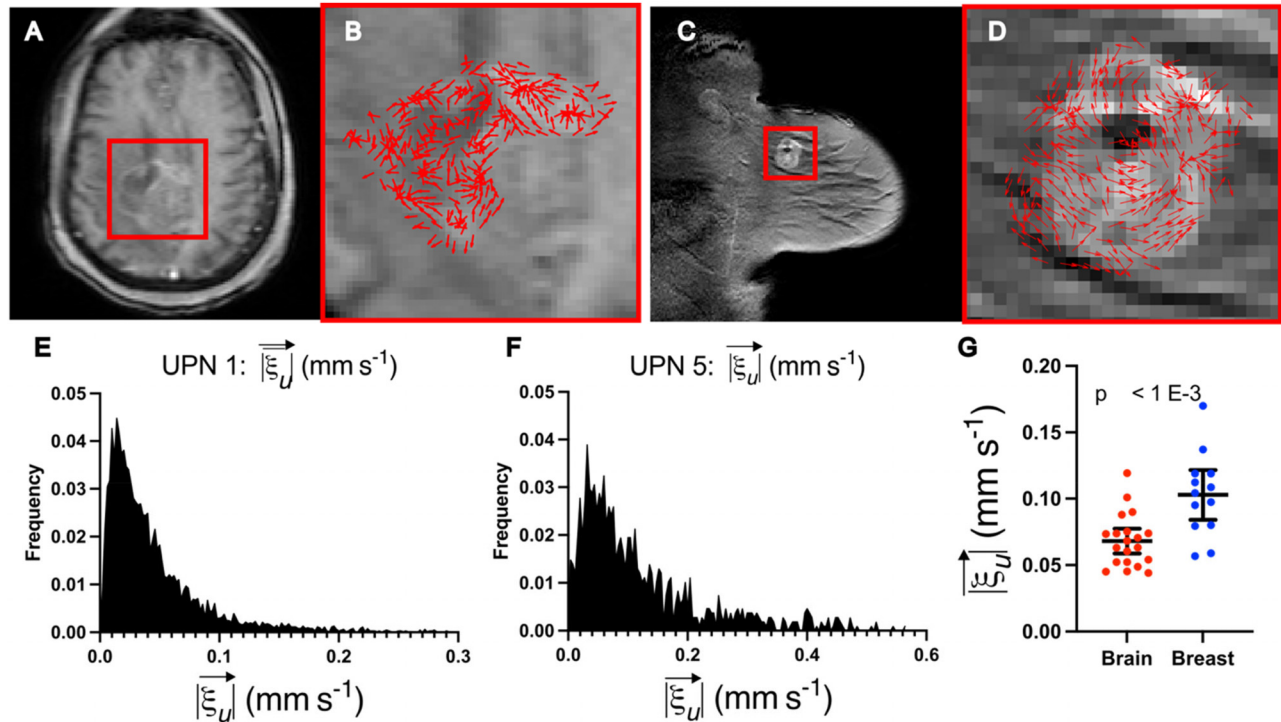 A
B
C
D
E
UPN 1: |ξᵤ| (mm s⁻¹)
Frequency
0.05
0.04
0.03
0.02
0.01
0.00
0.0 0.1 0.2 0.3
|ξᵤ| (mm s⁻¹)
F
UPN 5: |ξᵤ| (mm s⁻¹)
Frequency
0.05
0.04
0.03
0.02
0.01
0.00
0.0 0.2 0.4 0.6
|ξᵤ| (mm s⁻¹)
G
p < 1 E-3
|ξᵤ| (mm s⁻¹)
0.20
0.15
0.10
0.05
0.00
Brain Breast